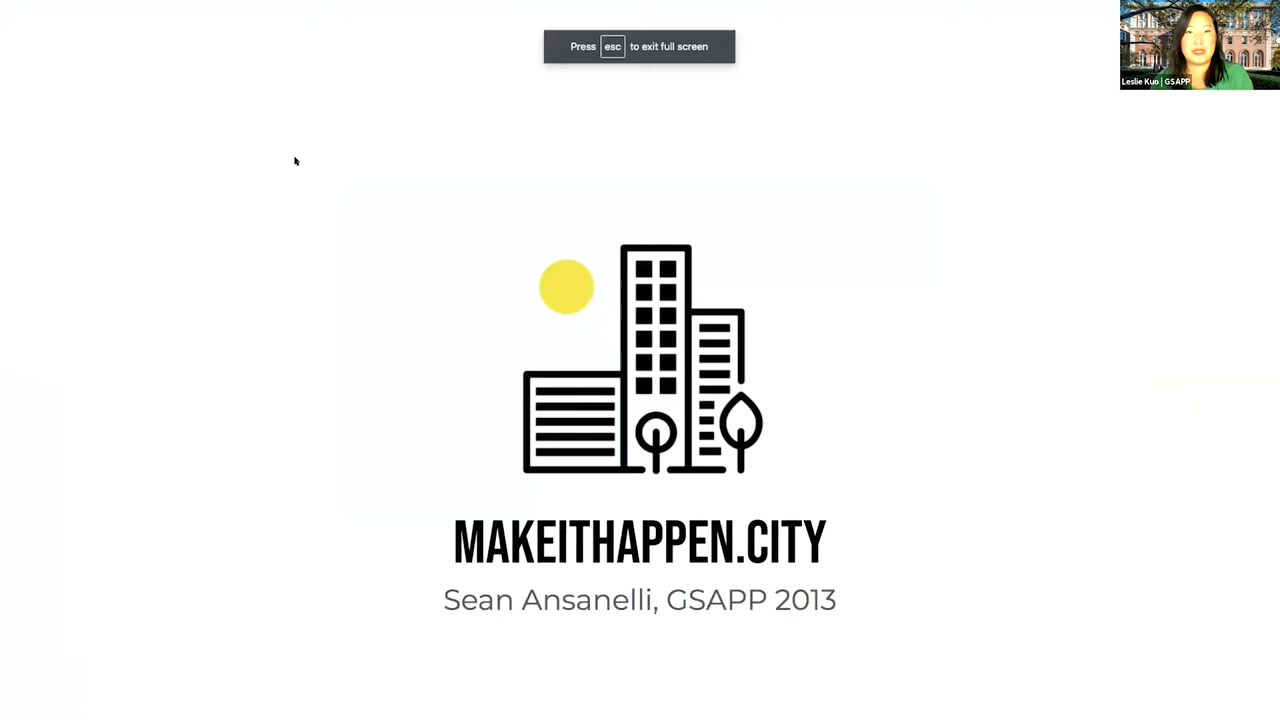 Press esc to exit full screen
Leslie Kuo | GSAPP
MAKEITHAPPEN.CITY
Sean Ansanelli, GSAPP 2013